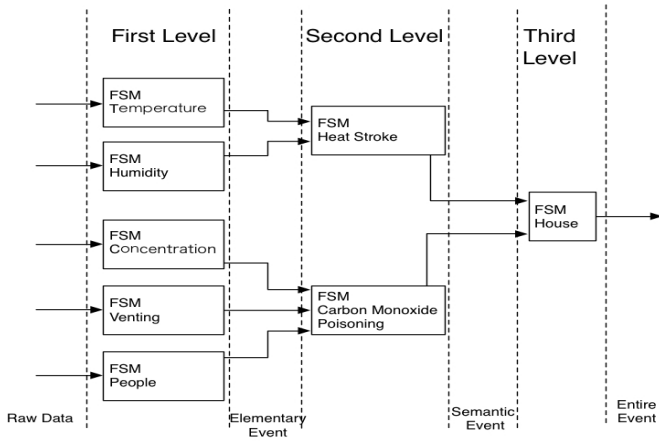 First Level
Second Level
Third
Level
FSM
Temperature
FSM
Humidity
FSM
Concentration
FSM
Venting
FSM
People
FSM
Heat Stroke
FSM
Carbon Monoxide
Poisoning
FSM
House
Raw Data
Elementary
Event
Semantic
Event
Entire
Event